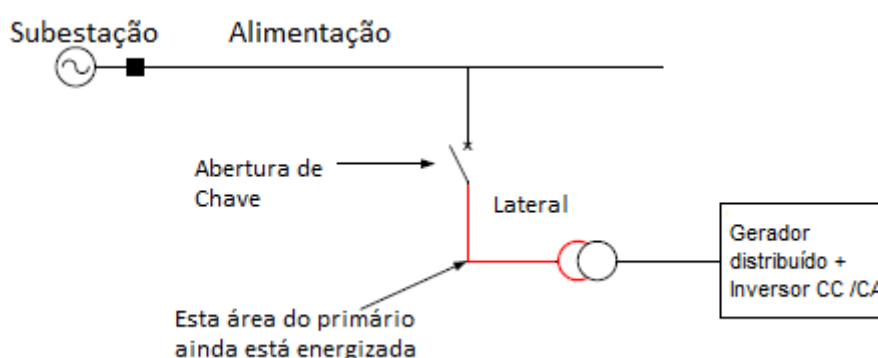 Subestação
Alimentação
Abertura de
Chave
Lateral
Gerador
distribuído +
Inversor CC /CA
Esta área do primário
ainda está energizada